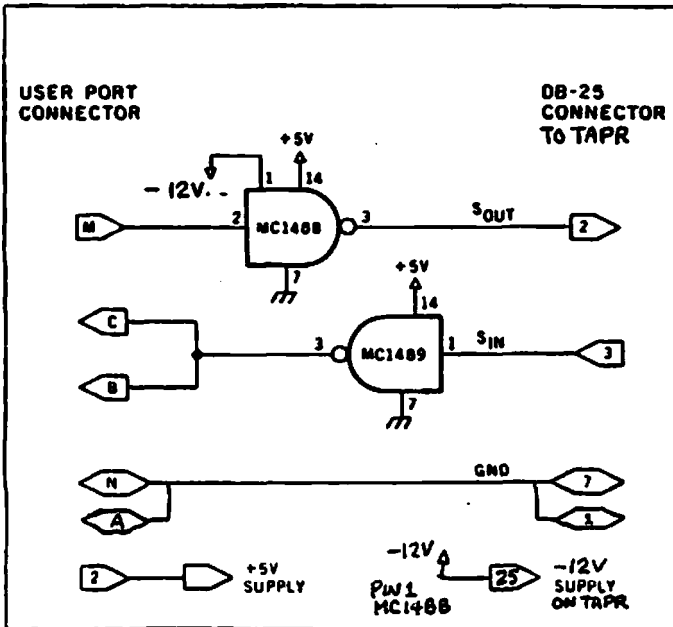 USER PORT
CONNECTOR
DB-25
CONNECTOR
TO TAPR
+5V
-12V
1
14
M
2
MC1488
3
SOUT
2
7
+5V
14
C
3
MC1489
1
SIN
3
B
7
N
GND
7
A
1
2
+5V
SUPPLY
-12V
PIN 1
MC1488
25
-12V
SUPPLY
ON TAPR